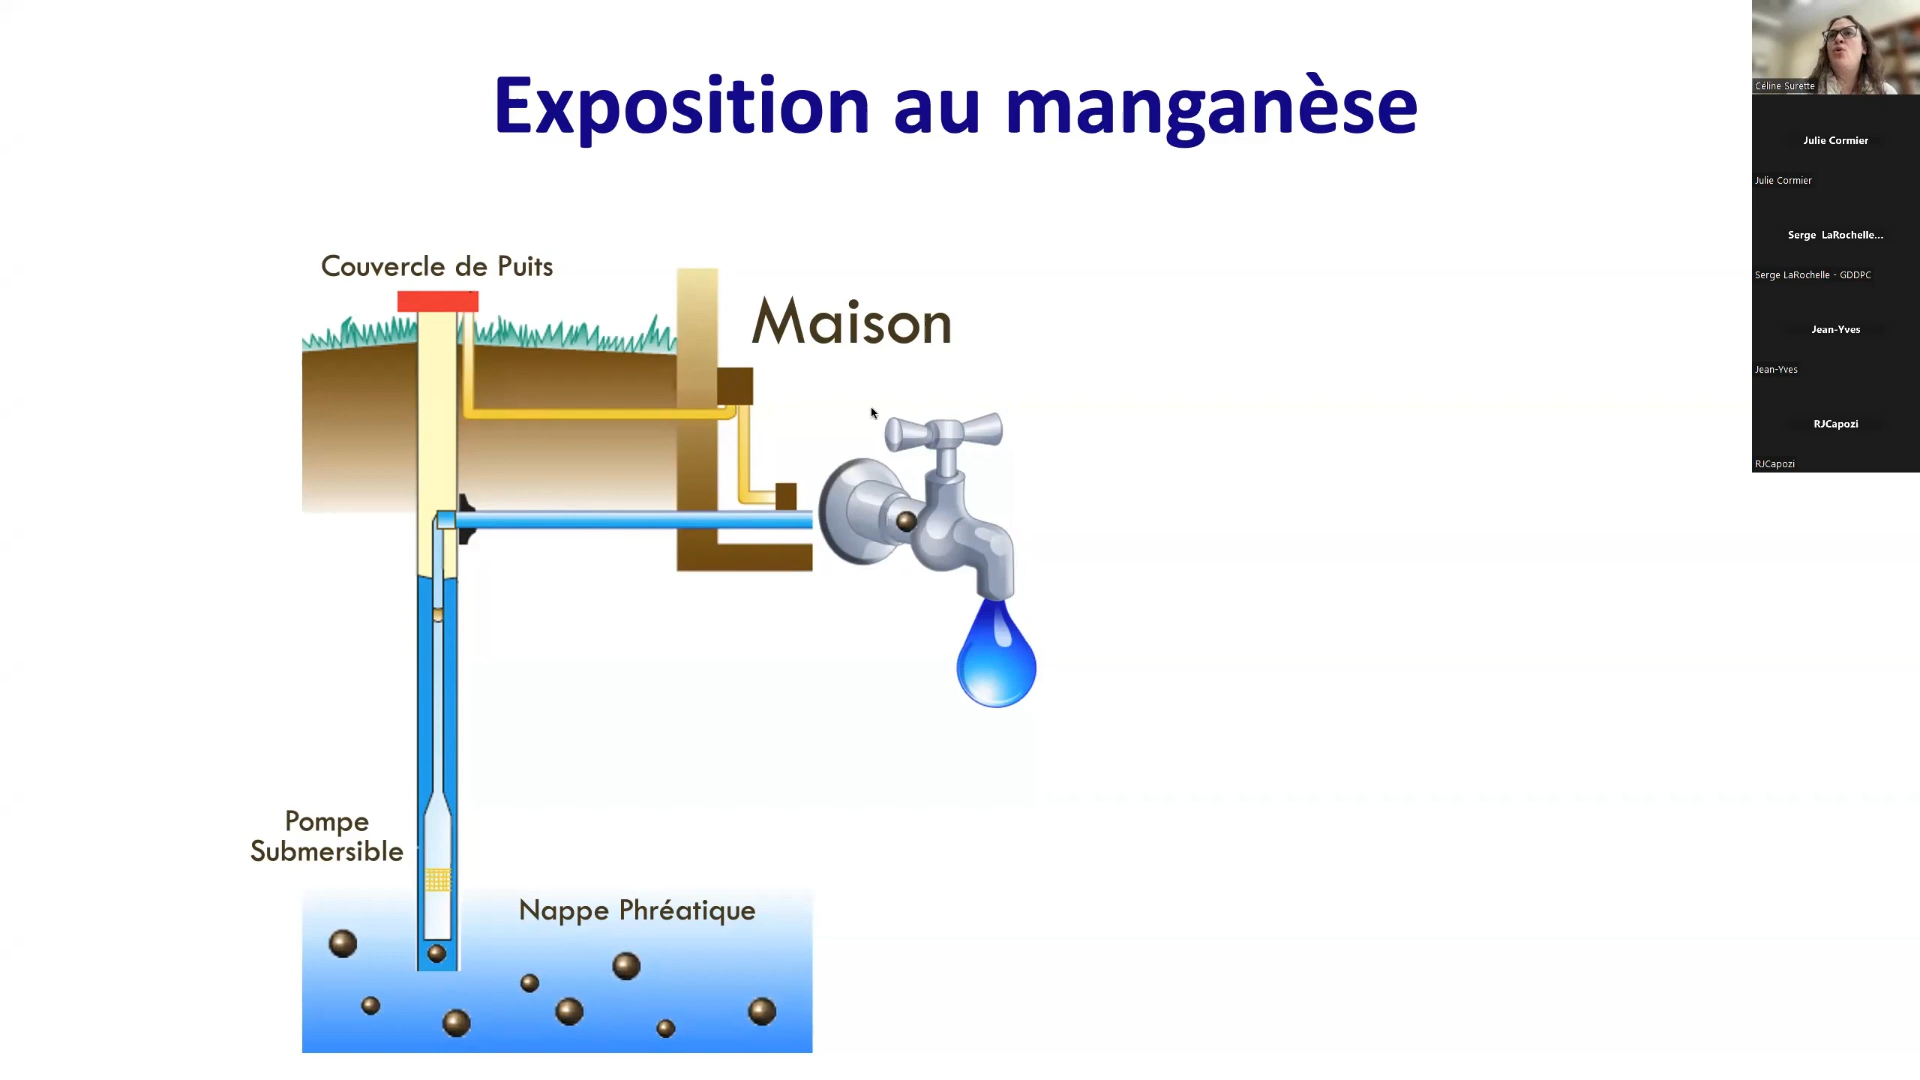 Exposition au manganèse
Couvercle de Puits
Maison
Pompe
Submersible
Nappe Phréatique
Céline Surette
Julie Cormier
Julie Cormier
Serge LaRochelle...
Serge LaRochelle - GDDPC
Jean-Yves
Jean-Yves
RJCapozi
RJCapozi